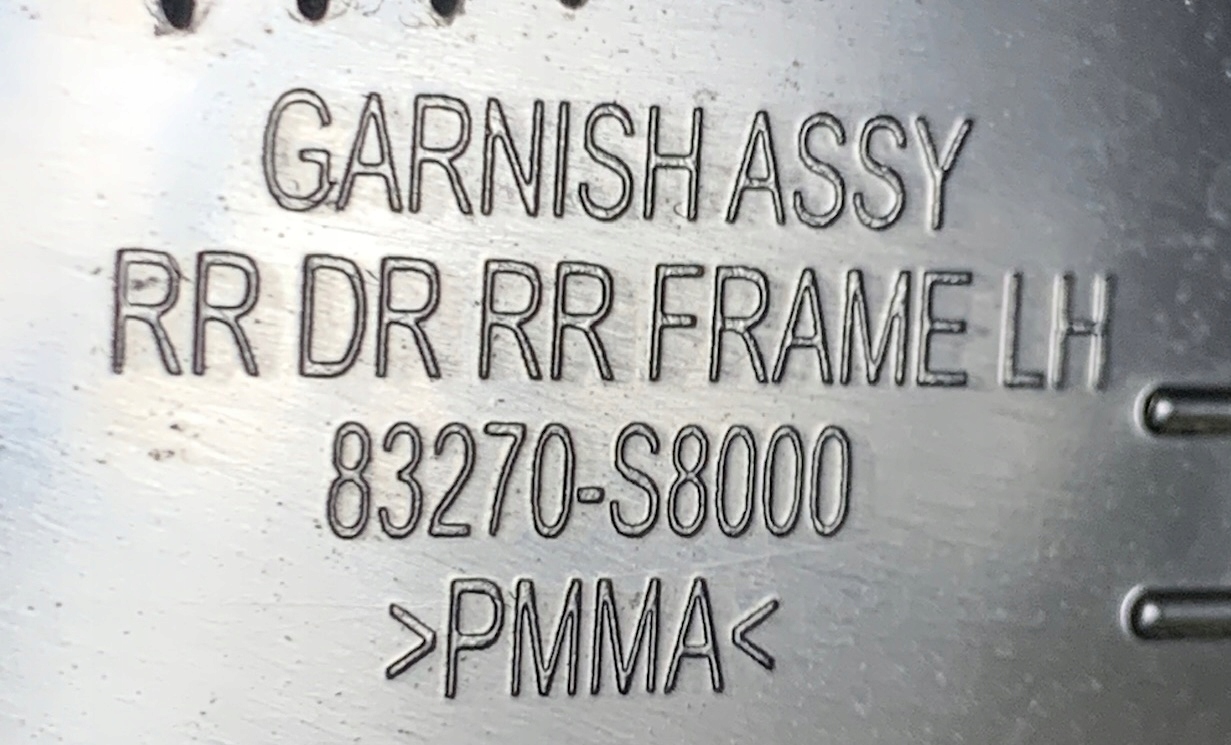 GARNISH ASSY
RR DR RR FRAME LH
83270-S8000
>PMMA<